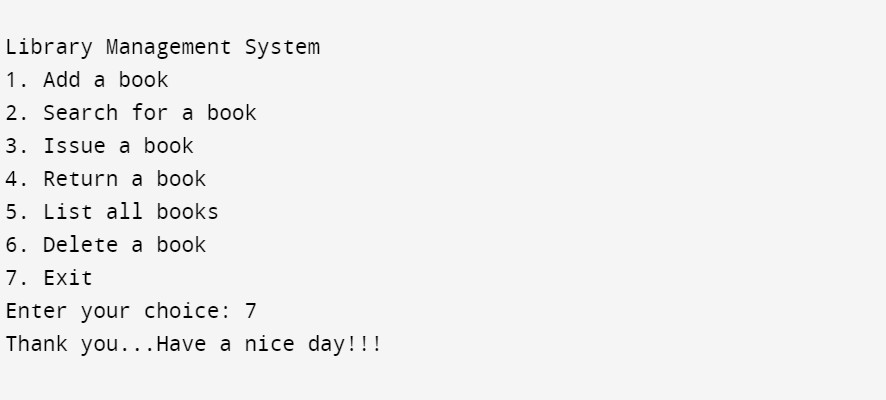 Library Management System
1. Add a book
2. Search for a book
3. Issue a book
4. Return a book
5. List all books
6. Delete a book
7. Exit
Enter your choice: 7
Thank you...Have a nice day!!!